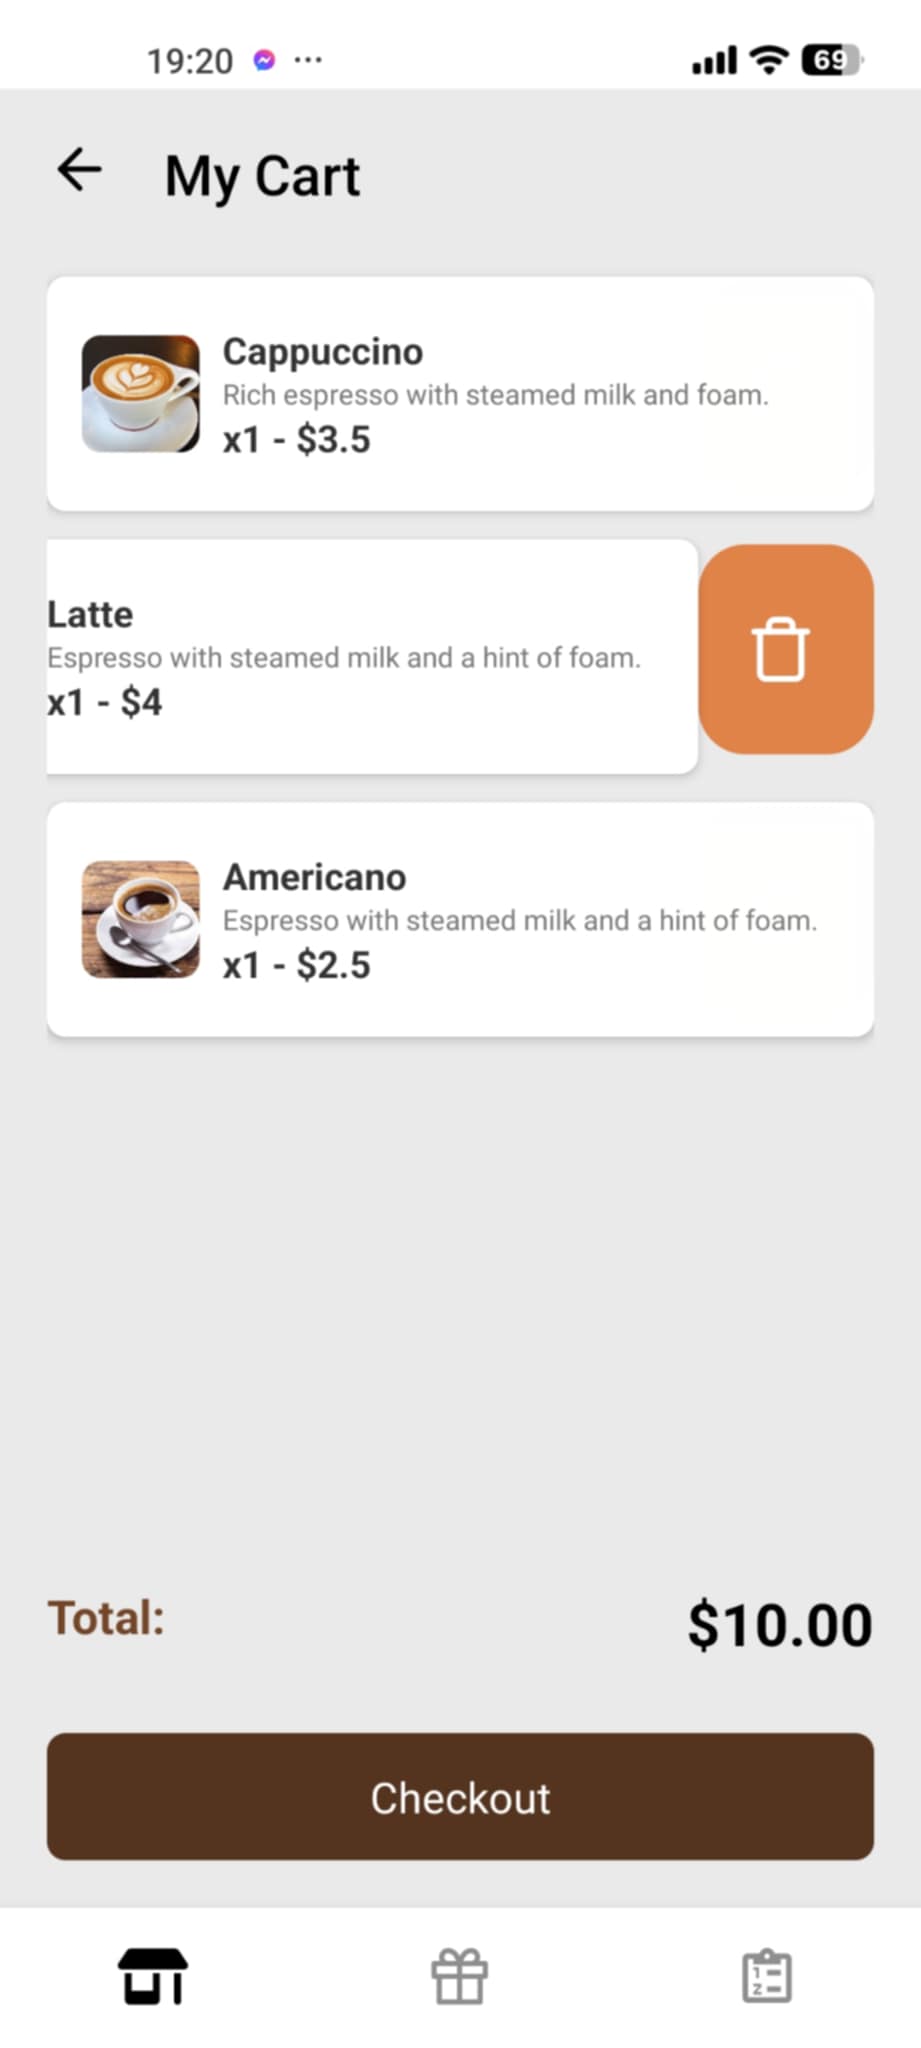 19:20 ... 69
My Cart
Cappuccino
Rich espresso with steamed milk and foam.
x1 - $3.5
Latte
Espresso with steamed milk and a hint of foam.
x1 - $4
Americano
Espresso with steamed milk and a hint of foam.
x1 - $2.5
Total: $10.00
Checkout